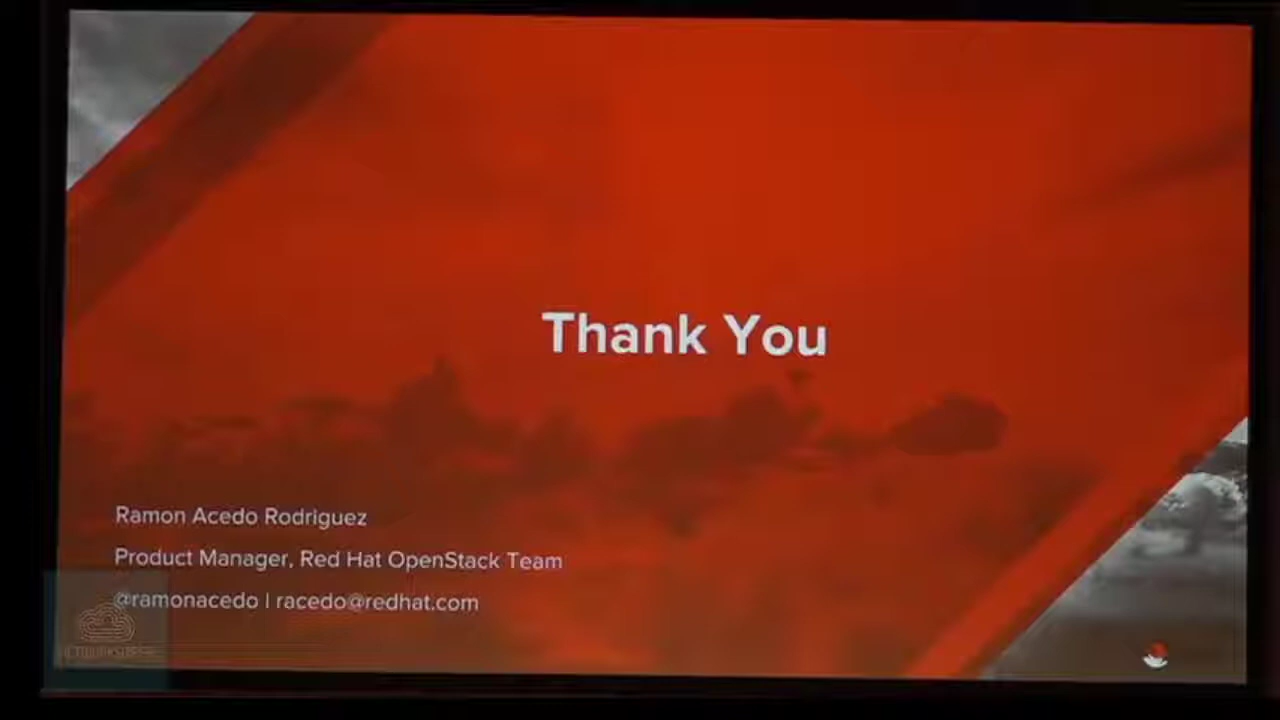 Thank You
Ramon Acedo Rodriguez
Product Manager, Red Hat OpenStack Team
@ramonacedo | racedo@redhat.com